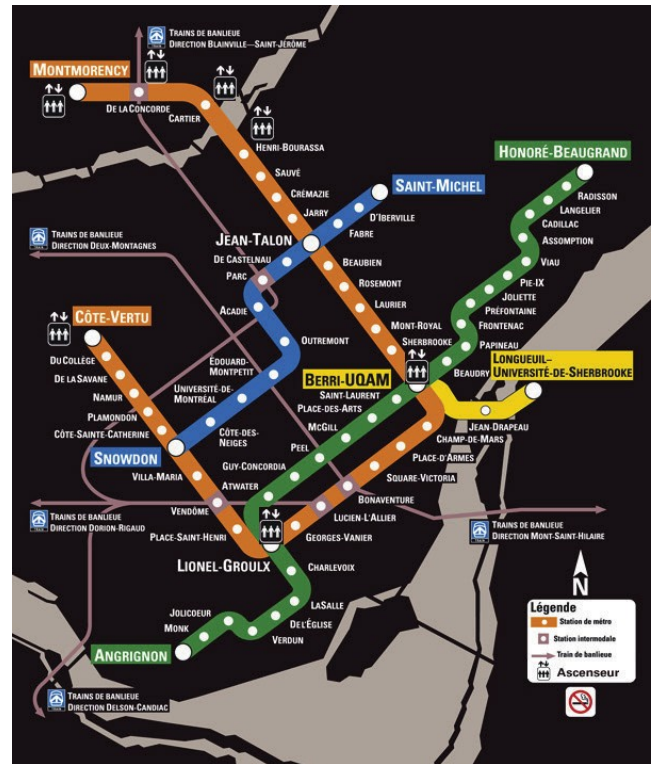 TRAINS DE BANLIEUE
DIRECTION BLAINVILLE—SAINT-JÉRÔME
MONTMORENCY
DE LA CONCORDE
CARTIER
HENRI-BOURASSA
SAUVÉ
CRÉMAZIE
JARRY
JEAN-TALON
SAINT-MICHEL
D'IBERVILLE
FABRE
DE CASTELNAU
PARC
ACADIE
OUTREMONT
EDOUARD-
MONTPETIT
UNIVERSITÉ-DE-
MONTRÉAL
CÔTE-DES-
NEIGES
SNOWDON
HONORÉ-BEAUGRAND
RADISSON
LANGELIER
CADILLAC
ASSOMPTION
VIAU
PIE-IX
JOLIETTE
PRÉFONTAINE
FRONTENAC
PAPINEAU
BEAUDRY
TRAINS DE BANLIEUE
DIRECTION DEUX-MONTAGNES
BEAUBIEN
ROSEMONT
LAURIER
MONT-ROYAL
SHERBROOKE
BERRI-UQAM
LONGUEUIL–
UNIVERSITÉ-DE-SHERBROOKE
JEAN-DRAPEAU
CHAMP-DE-MARS
PLACE-D'ARMES
SQUARE-VICTORIA
BONAVENTURE
LUCIEN-L'ALLIER
GEORGES-VANIER
CÔTE-VERTU
DU COLLÈGE
DE LA SAVANE
NAMUR
PLAMONDON
CÔTE-SAINTE-CATHERINE
VILLA-MARIA
VENDÔME
PLACE-SAINT-HENRI
LIONEL-GROULX
SAINT-LAURENT
PLACE-DES-ARTS
MCGILL
PEEL
GUY-CONCORDIA
ATWATER
CHARLEVOIX
LASALLE
DE L'ÉGLISE
VERDUN
JOLICOEUR
MONK
ANGRIGNON
TRAINS DE BANLIEUE
DIRECTION DORION-RIGAUD
TRAINS DE BANLIEUE
DIRECTION MONT-SAINT-HILAIRE
TRAINS DE BANLIEUE
DIRECTION DELSON-CANDIAC
N
Légende
Station de métro
Station intermodale
Train de banlieue
Ascenseur